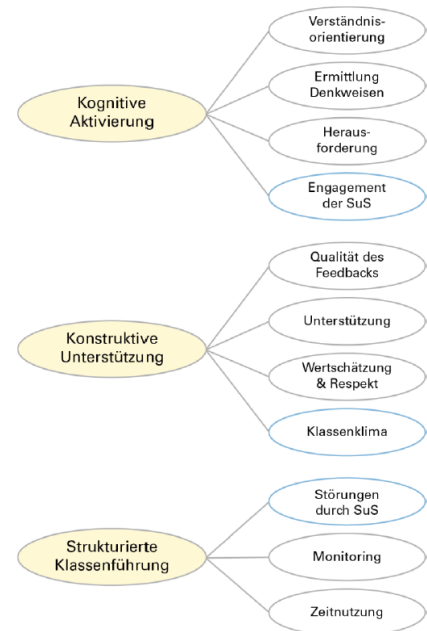 Kognitive
Aktivierung
Verständnis-
orientierung
Ermittlung
Denkweisen
Heraus-
forderung
Engagement
der SuS
Konstruktive
Unterstützung
Qualität des
Feedbacks
Unterstützung
Wertschätzung
& Respekt
Klassenklima
Strukturierte
Klassenführung
Störungen
durch SuS
Monitoring
Zeitnutzung